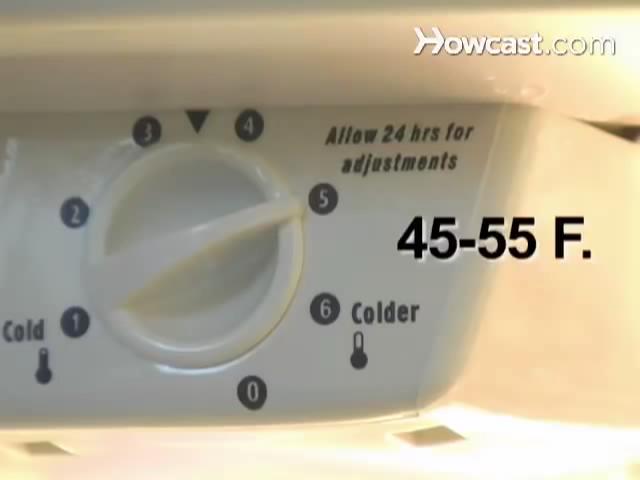 Howcast.com
3
4
Allow 24 hrs for
adjustments
2
5
45-55 F.
1
Cold
6
Colder
0